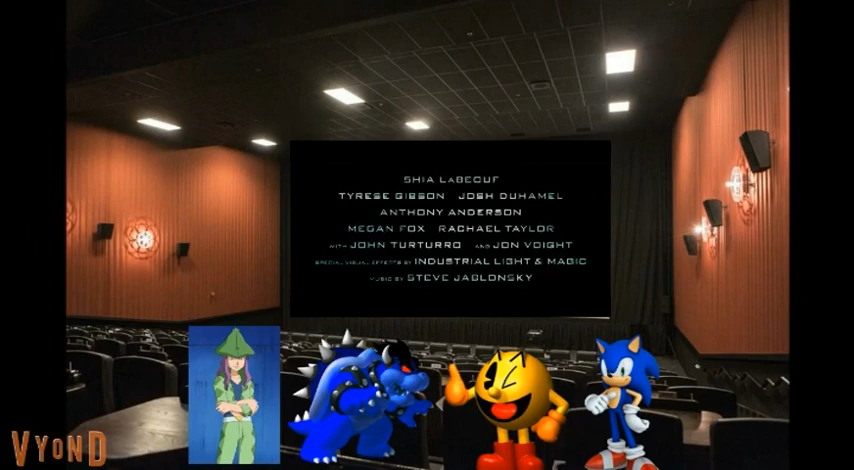 SHIA LABEOUF
TYRESE GIBSON JOSH DUHAMEL
ANTHONY ANDERSON
MEGAN FOX RACHAEL TAYLOR
WITH JOHN TURTURRO AND JON VOIGHT
SPECIAL VISUAL EFFECTS BY INDUSTRIAL LIGHT & MAGIC
MUSIC BY STEVE JABLONSKY
VYOND